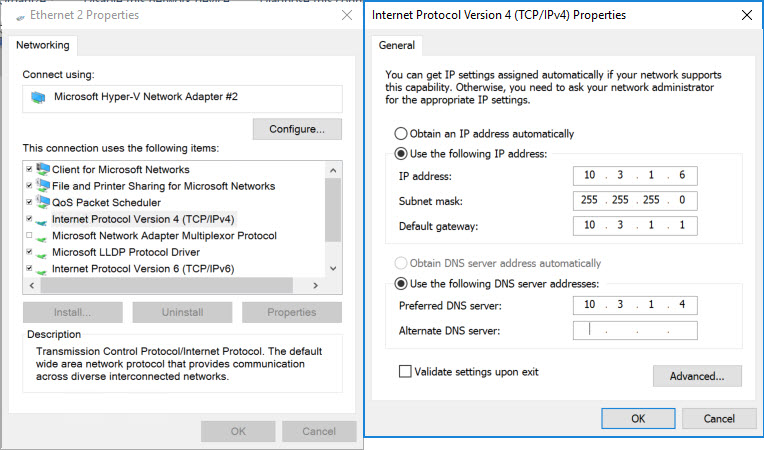 Ethernet 2 Properties
Networking
Connect using:
Microsoft Hyper-V Network Adapter #2
Configure...
This connection uses the following items:
Client for Microsoft Networks
File and Printer Sharing for Microsoft Networks
QoS Packet Scheduler
Internet Protocol Version 4 (TCP/IPv4)
Microsoft Network Adapter Multiplexor Protocol
Microsoft LLDP Protocol Driver
Internet Protocol Version 6 (TCP/IPv6)
Install...
Uninstall
Properties
Description
Transmission Control Protocol/Internet Protocol. The default
wide area network protocol that provides communication
across diverse interconnected networks.
OK
Cancel
Internet Protocol Version 4 (TCP/IPv4) Properties
General
You can get IP settings assigned automatically if your network supports
this capability. Otherwise, you need to ask your network administrator
for the appropriate IP settings.
Obtain an IP address automatically
Use the following IP address:
IP address: 10 . 3 . 1 . 6
Subnet mask: 255 . 255 . 255 . 0
Default gateway: 10 . 3 . 1 . 1
Obtain DNS server address automatically
Use the following DNS server addresses:
Preferred DNS server: 10 . 3 . 1 . 4
Alternate DNS server: . . .
Validate settings upon exit
Advanced...
OK
Cancel